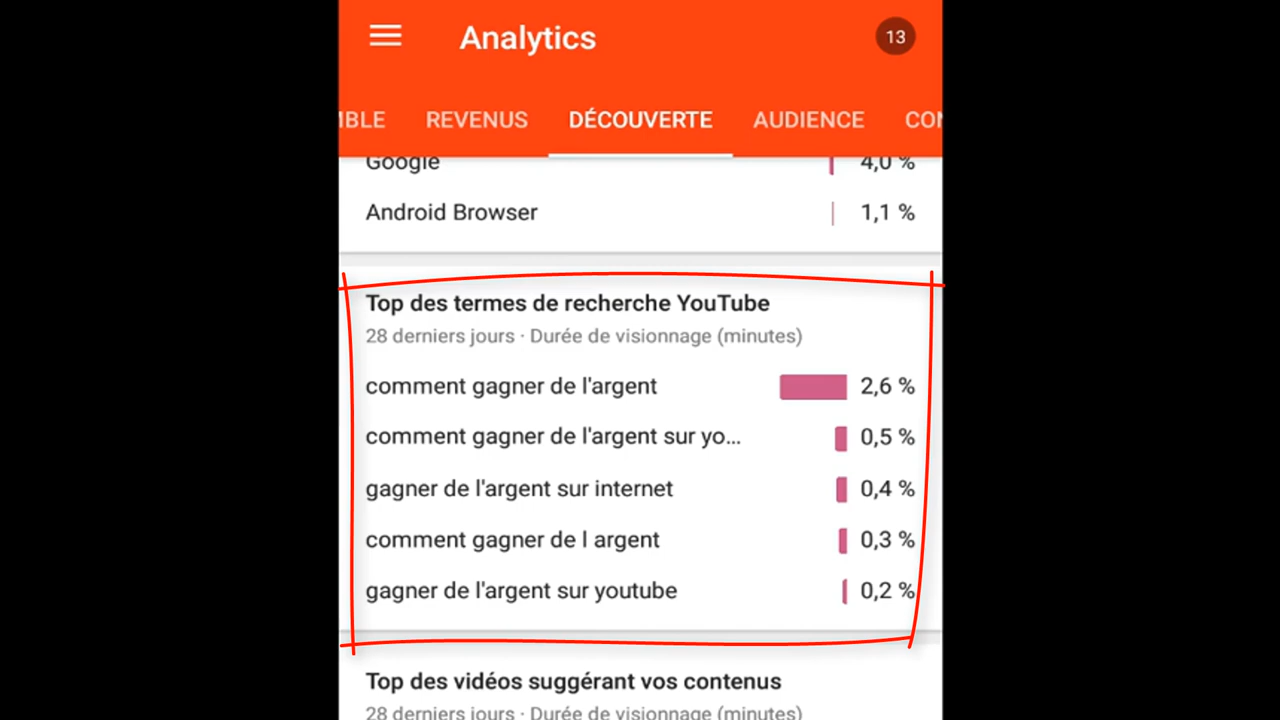 Analytics
13
MBLE REVENUS DÉCOUVERTE AUDIENCE CON
Google 4,0 %
Android Browser 1,1 %
Top des termes de recherche YouTube
28 derniers jours · Durée de visionnage (minutes)
comment gagner de l'argent 2,6 %
comment gagner de l'argent sur yo... 0,5 %
gagner de l'argent sur internet 0,4 %
comment gagner de l argent 0,3 %
gagner de l'argent sur youtube 0,2 %
Top des vidéos suggérant vos contenus
28 derniers jours · Durée de visionnage (minutes)